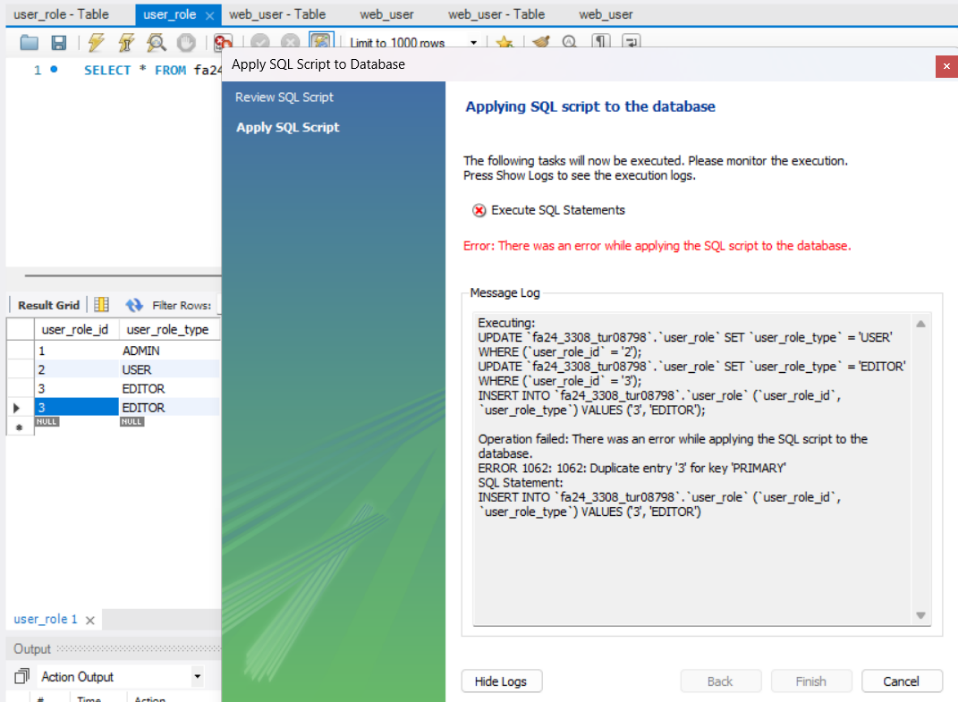 user_role - Table user_role web_user - Table web_user web_user - Table web_user
Limit to 1000 rows
1 SELECT * FROM fa24
Apply SQL Script to Database
Review SQL Script
Apply SQL Script
Applying SQL script to the database
The following tasks will now be executed. Please monitor the execution.
Press Show Logs to see the execution logs.
Execute SQL Statements
Error: There was an error while applying the SQL script to the database.
Message Log
Executing:
UPDATE `fa24_3308_tur08798`.`user_role` SET `user_role_type` = 'USER'
WHERE (`user_role_id` = '2');
UPDATE `fa24_3308_tur08798`.`user_role` SET `user_role_type` = 'EDITOR'
WHERE (`user_role_id` = '3');
INSERT INTO `fa24_3308_tur08798`.`user_role` (`user_role_id`,
`user_role_type`) VALUES ('3', 'EDITOR');
Operation failed: There was an error while applying the SQL script to the
database.
ERROR 1062: 1062: Duplicate entry '3' for key 'PRIMARY'
SQL Statement:
INSERT INTO `fa24_3308_tur08798`.`user_role` (`user_role_id`,
`user_role_type`) VALUES ('3', 'EDITOR')
Result Grid Filter Rows:
user_role_id user_role_type
1 ADMIN
2 USER
3 EDITOR
3 EDITOR
NULL NULL
user_role 1
Output
Action Output
# Time Action
Hide Logs Back Finish Cancel